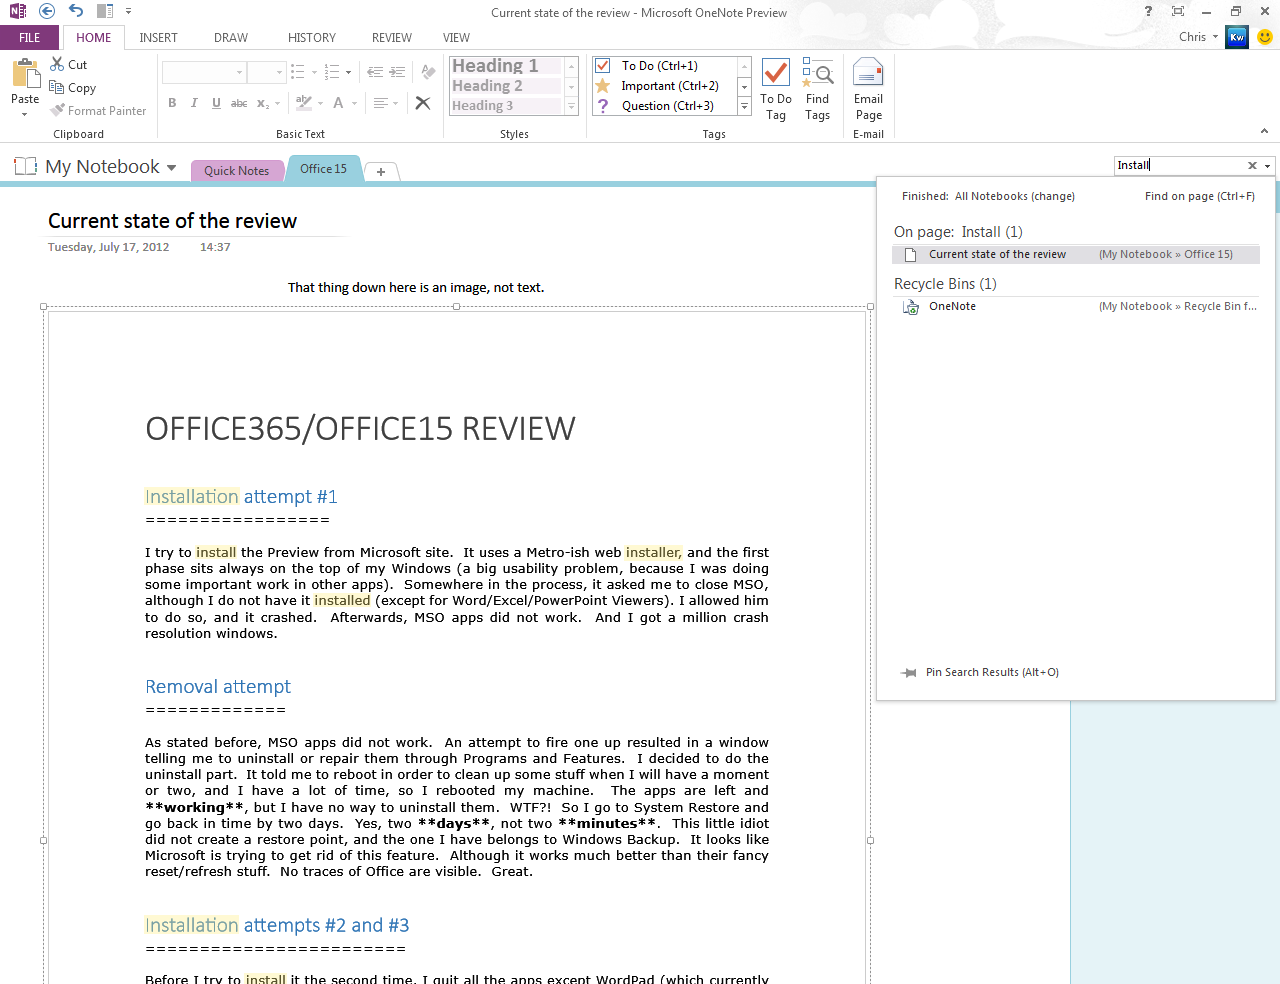 Current state of the review - Microsoft OneNote Preview
FILE HOME INSERT DRAW HISTORY REVIEW VIEW
Chris
Kw
Paste
Cut
Copy
Format Painter
Clipboard
B I U abc x₂ A
Basic Text
Heading 1
Heading 2
Heading 3
Styles
To Do (Ctrl+1)
Important (Ctrl+2)
Question (Ctrl+3)
To Do
Tag
Find
Tags
Tags
Email
Page
E-mail
My Notebook
Quick Notes
Office 15
Install
Finished: All Notebooks (change)
Find on page (Ctrl+F)
On page: Install (1)
Current state of the review (My Notebook » Office 15)
Recycle Bins (1)
OneNote (My Notebook » Recycle Bin f...
Pin Search Results (Alt+O)
Current state of the review
Tuesday, July 17, 2012 14:37
That thing down here is an image, not text.
OFFICE365/OFFICE15 REVIEW
Installation attempt #1
=================
I try to install the Preview from Microsoft site. It uses a Metro-ish web installer, and the first
phase sits always on the top of my Windows (a big usability problem, because I was doing
some important work in other apps). Somewhere in the process, it asked me to close MSO,
although I do not have it installed (except for Word/Excel/PowerPoint Viewers). I allowed him
to do so, and it crashed. Afterwards, MSO apps did not work. And I got a million crash
resolution windows.
Removal attempt
=============
As stated before, MSO apps did not work. An attempt to fire one up resulted in a window
telling me to uninstall or repair them through Programs and Features. I decided to do the
uninstall part. It told me to reboot in order to clean up some stuff when I will have a moment
or two, and I have a lot of time, so I rebooted my machine. The apps are left and
**working**, but I have no way to uninstall them. WTF?! So I go to System Restore and
go back in time by two days. Yes, two **days**, not two **minutes**. This little idiot
did not create a restore point, and the one I have belongs to Windows Backup. It looks like
Microsoft is trying to get rid of this feature. Although it works much better than their fancy
reset/refresh stuff. No traces of Office are visible. Great.
Installation attempts #2 and #3
========================
Before I try to install it the second time, I quit all the apps except WordPad (which currently